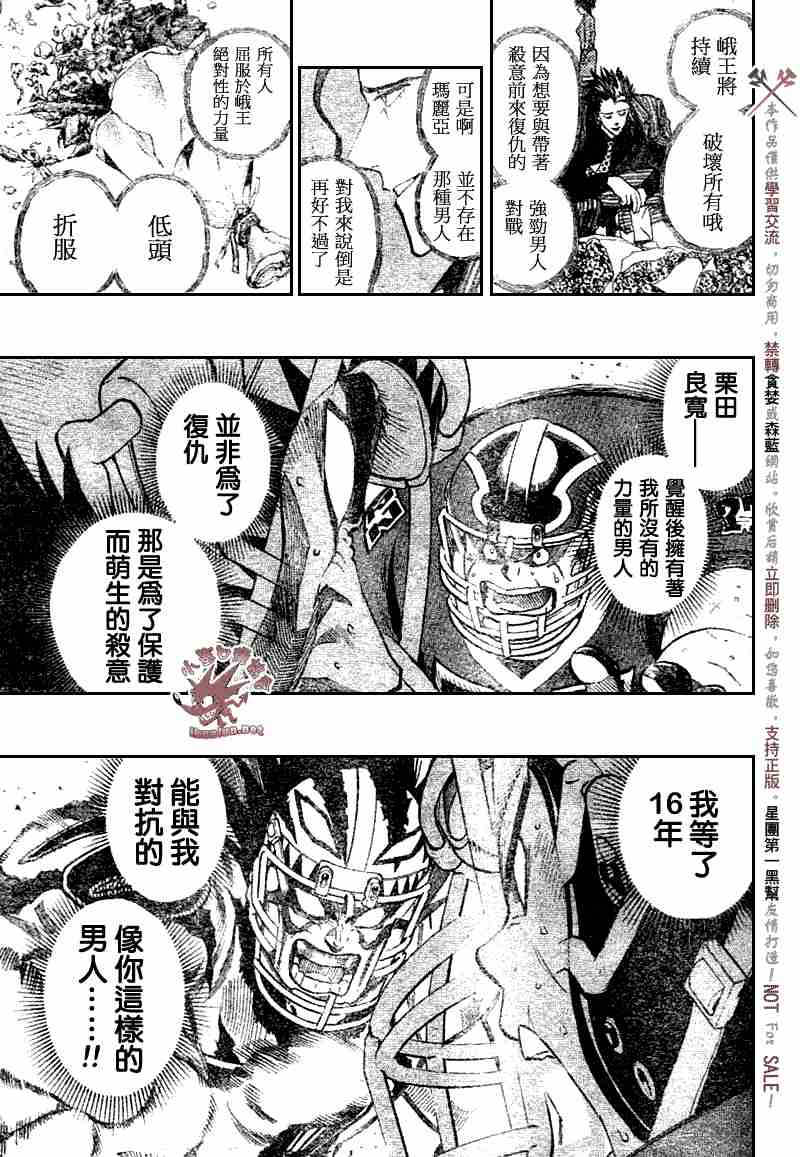 峨王將
持續
破壞所有哦
因為想要與帶著
殺意前來復仇的
強勁男人
對戰
可是啊
瑪麗亞
並不存在
那種男人
對我來說倒是
再好不過了
所有人
屈服於峨王
絕對性的力量
低頭
折服
栗田
良寬——
覺醒後擁有著
我所沒有的
力量的男人
並非爲了
復仇
那是爲了保護
而萌生的殺意
我等了
16年
能與我
對抗的
像你這樣的
男人……!!
本作品僅供學習交流，切勿商用，禁轉貪婪或森藍網站。欣賞后請立即刪除，如您喜歡，支持正版。星團第一黑幫友情打造！NOT For SALE！